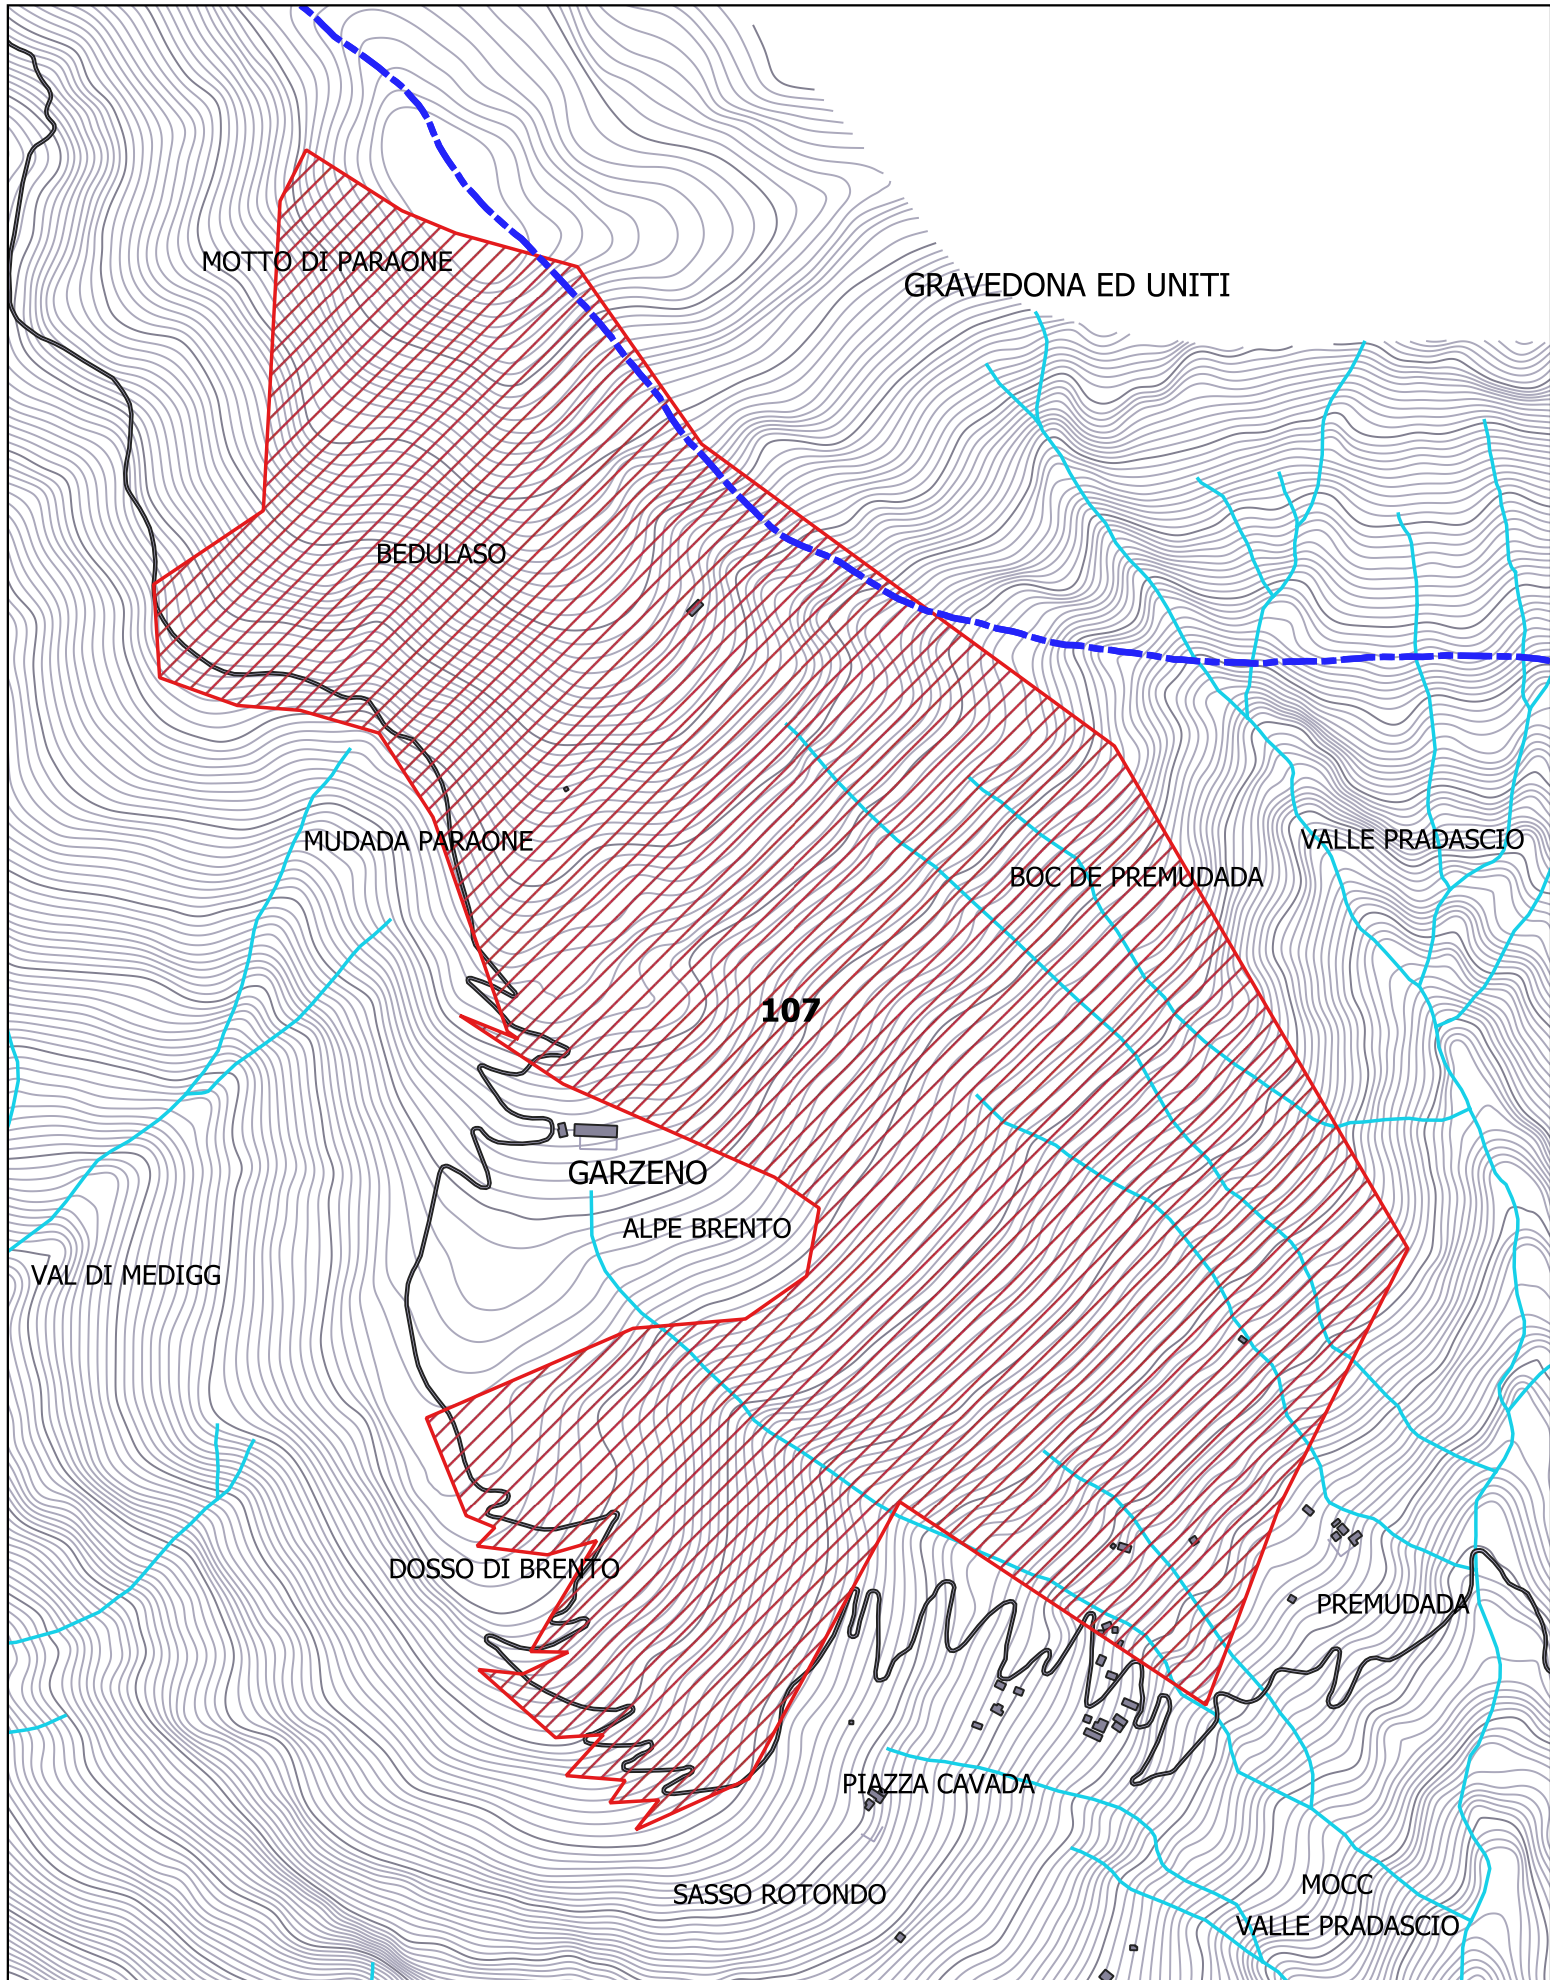 MOTTO DI PARAONE
GRAVEDONA ED UNITI
BEDULASO
MUDADA PARAONE
VALLE PRADASCIO
BOC DE PREMUDADA
107
GARZENO
ALPE BRENTO
VAL DI MEDIGG
DOSSO DI BRENTO
PREMUDADA
PIAZZA CAVADA
MOCC
SASSO ROTONDO
VALLE PRADASCIO